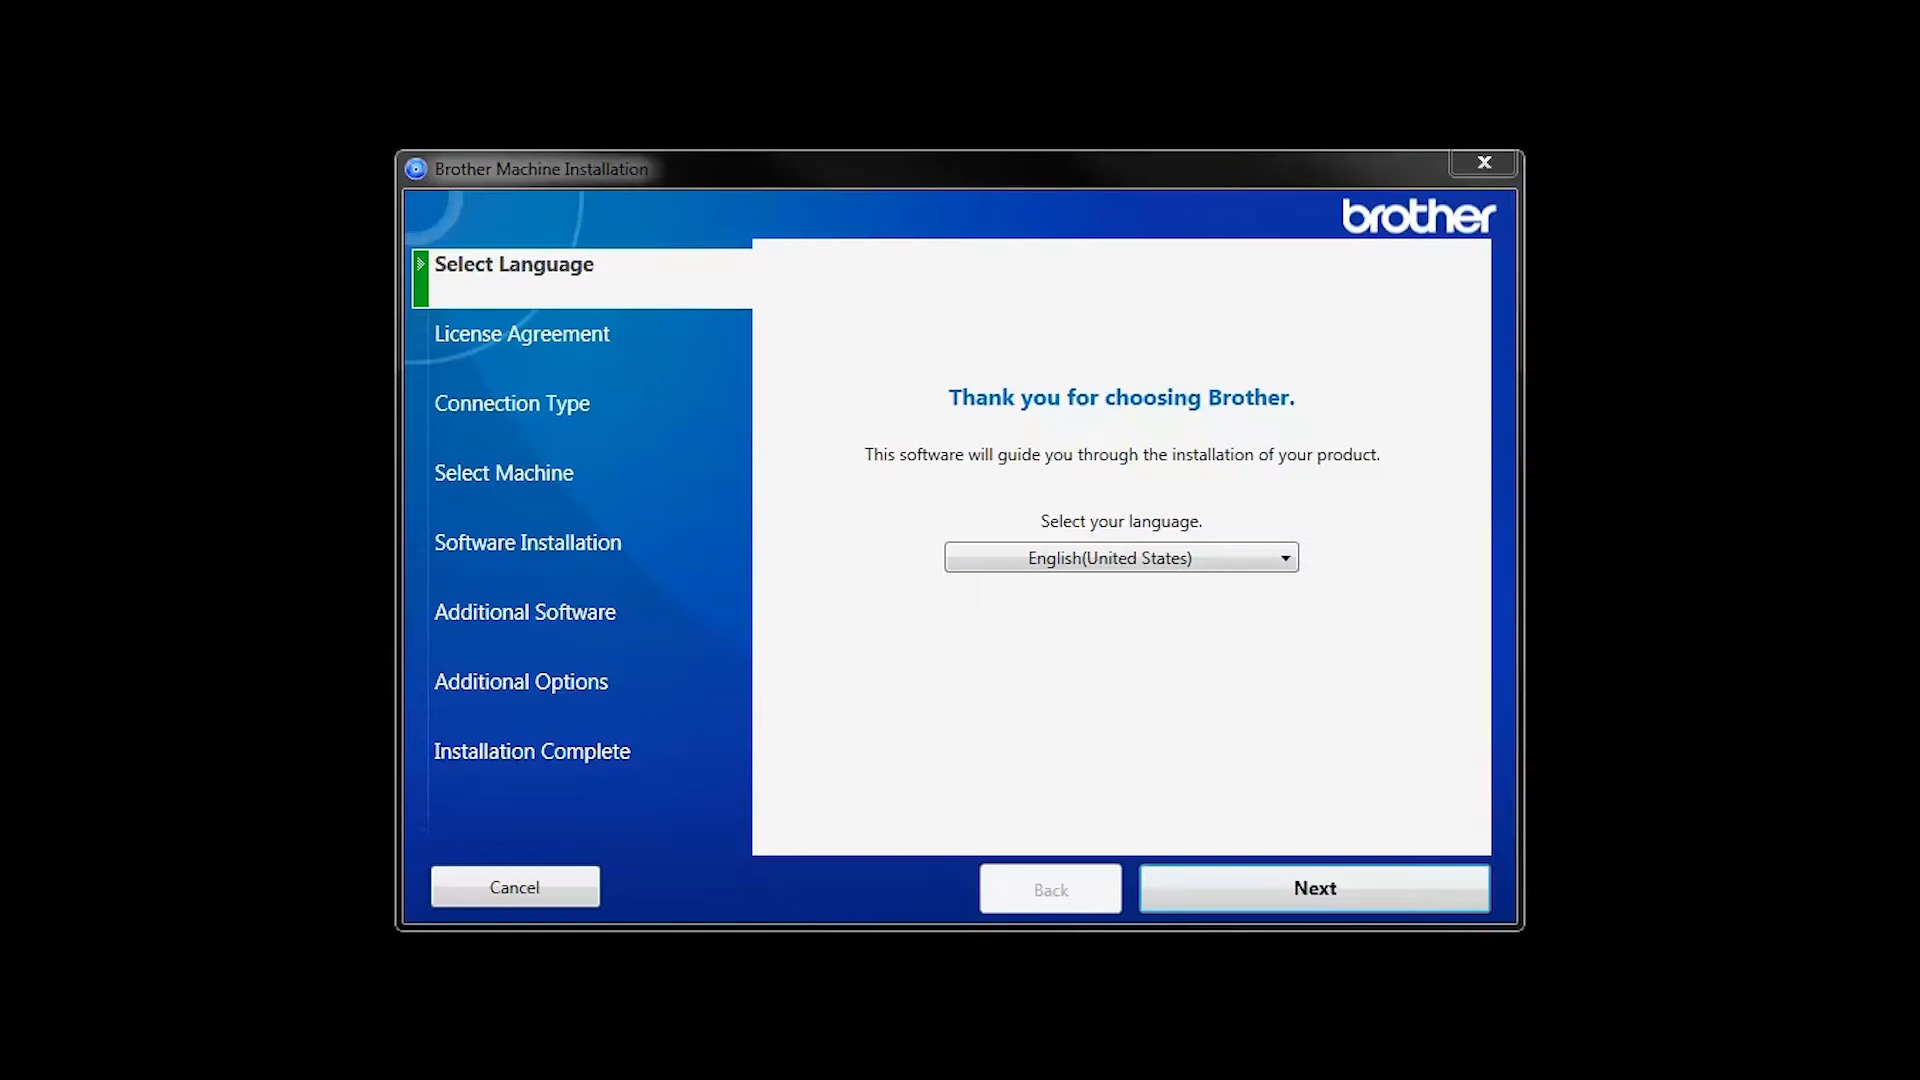 Brother Machine Installation
X
brother
Select Language
License Agreement
Connection Type
Select Machine
Software Installation
Additional Software
Additional Options
Installation Complete
Thank you for choosing Brother.
This software will guide you through the installation of your product.
Select your language.
English(United States)
Cancel
Back
Next